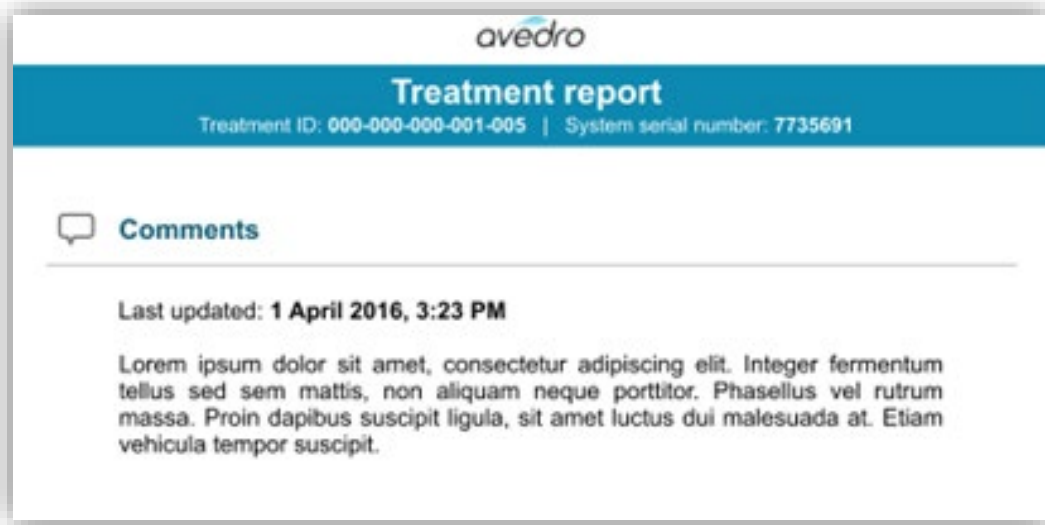 avedro
Treatment report
Treatment ID: 000-000-000-001-005 | System serial number: 7735691
Comments
Last updated: 1 April 2016, 3:23 PM
Lorem ipsum dolor sit amet, consectetur adipiscing elit. Integer fermentum
tellus sed sem mattis, non aliquam neque porttitor. Phasellus vel rutrum
massa. Proin dapibus suscipit ligula, sit amet luctus dui malesuada at. Etiam
vehicula tempor suscipit.